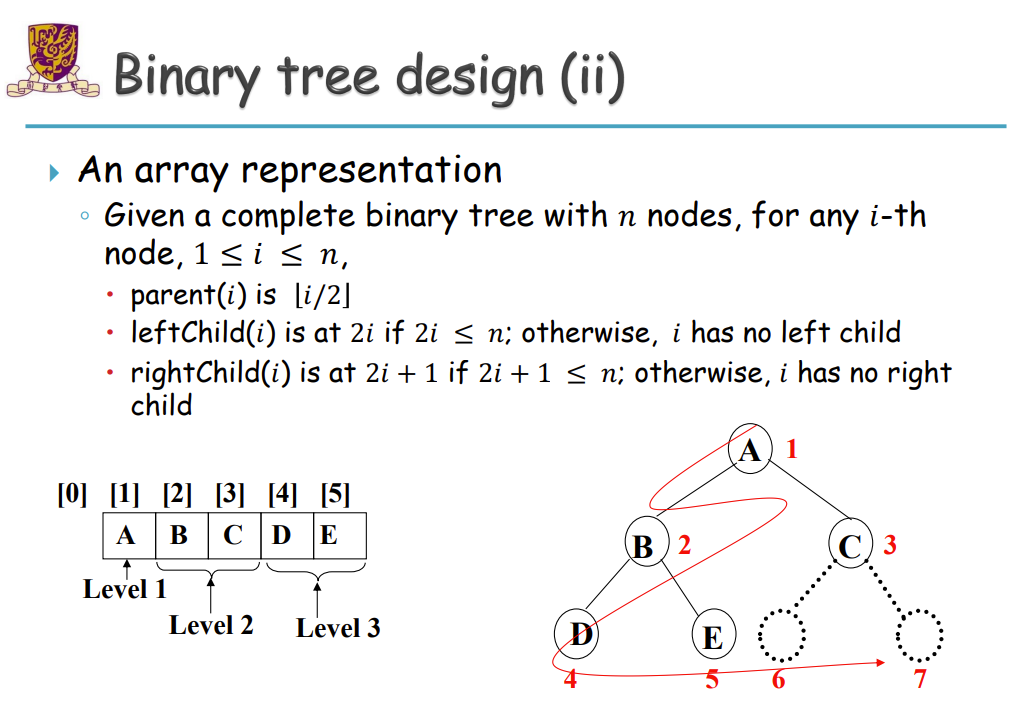 Binary tree design (ii)
An array representation
Given a complete binary tree with n nodes, for any i-th
node, 1 ≤ i ≤ n,
parent(i) is ⌊i/2⌋
leftChild(i) is at 2i if 2i ≤ n; otherwise, i has no left child
rightChild(i) is at 2i + 1 if 2i + 1 ≤ n; otherwise, i has no right
child
[0] [1] [2] [3] [4] [5]
A B C D E
Level 1
Level 2 Level 3
A 1
B 2 C 3
D E
4 5 6 7